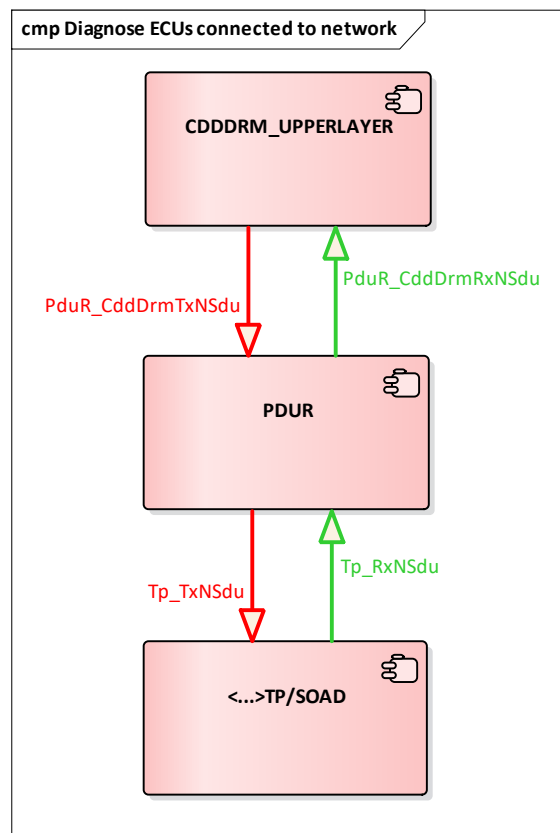 cmp Diagnose ECUs connected to network
CDDDRM_UPPERLAYER
PduR_CddDrmRxNSdu
PduR_CddDrmTxNSdu
PDUR
Tp_RxNSdu
Tp_TxNSdu
<...>TP/SOAD